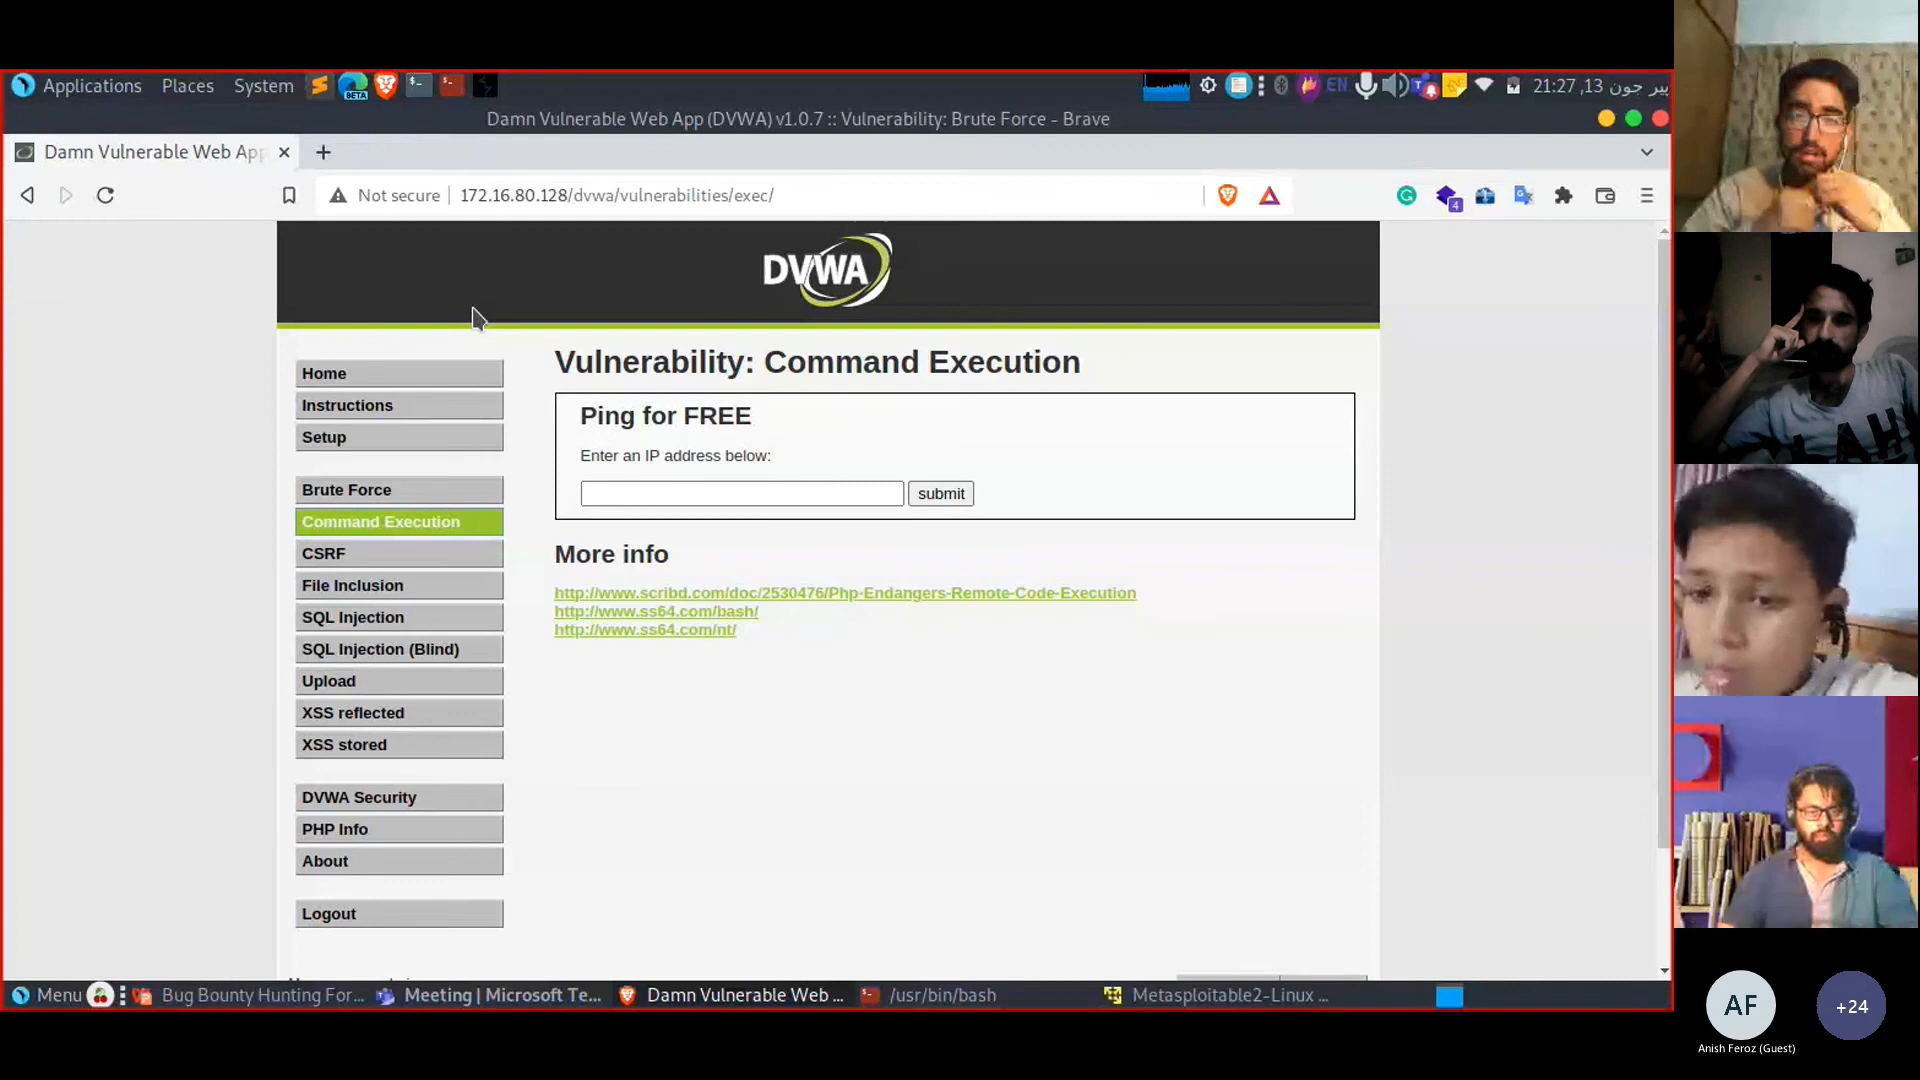 Applications Places System
BETA
EN
21:27 ,13 پیر جون
Damn Vulnerable Web App (DVWA) v1.0.7 :: Vulnerability: Brute Force - Brave
Damn Vulnerable Web App
Not secure 172.16.80.128/dvwa/vulnerabilities/exec/
4
DVWA
Home
Instructions
Setup
Brute Force
Command Execution
CSRF
File Inclusion
SQL Injection
SQL Injection (Blind)
Upload
XSS reflected
XSS stored
DVWA Security
PHP Info
About
Logout
Vulnerability: Command Execution
Ping for FREE
Enter an IP address below:
submit
More info
http://www.scribd.com/doc/2530476/Php-Endangers-Remote-Code-Execution
http://www.ss64.com/bash/
http://www.ss64.com/nt/
Menu
Bug Bounty Hunting For...
Meeting | Microsoft Te...
Damn Vulnerable Web ...
/usr/bin/bash
Metasploitable2-Linux ...
AF
Anish Feroz (Guest)
+24